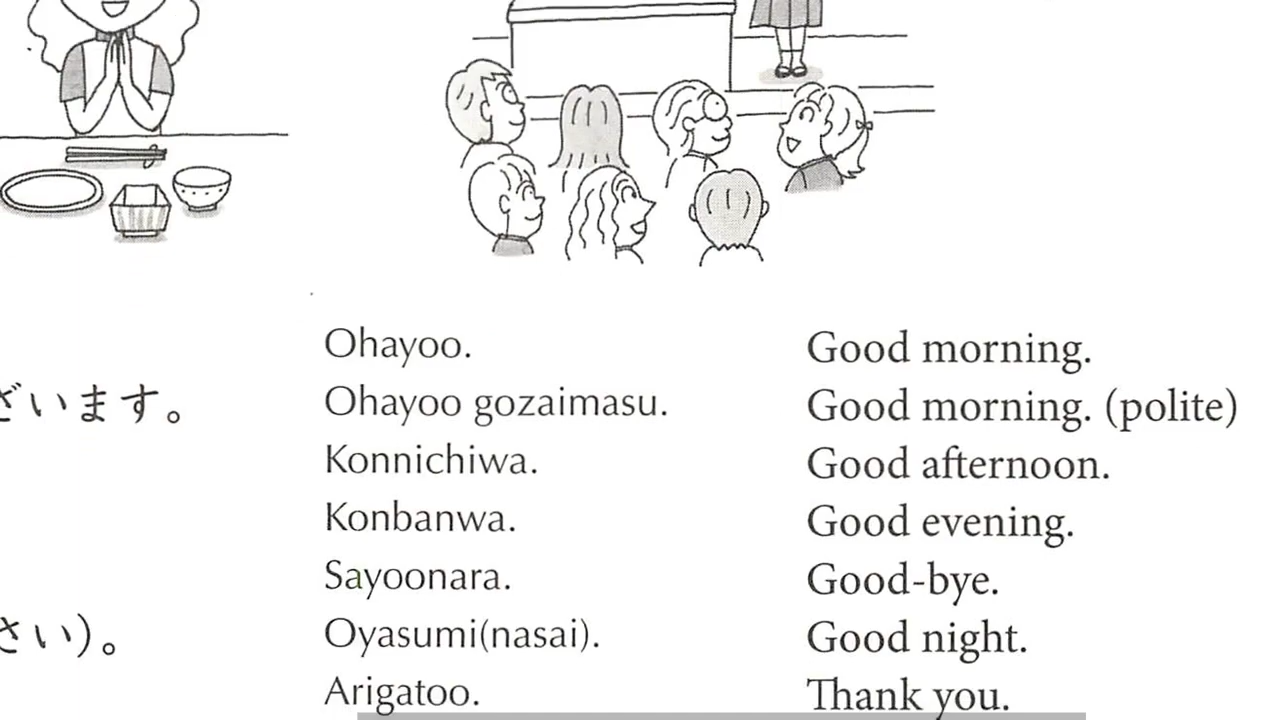 Ohayoo. Good morning.
ざいます。 Ohayoo gozaimasu. Good morning. (polite)
Konnichiwa. Good afternoon.
Konbanwa. Good evening.
Sayoonara. Good-bye.
さい)。 Oyasumi(nasai). Good night.
Arigatoo. Thank you.